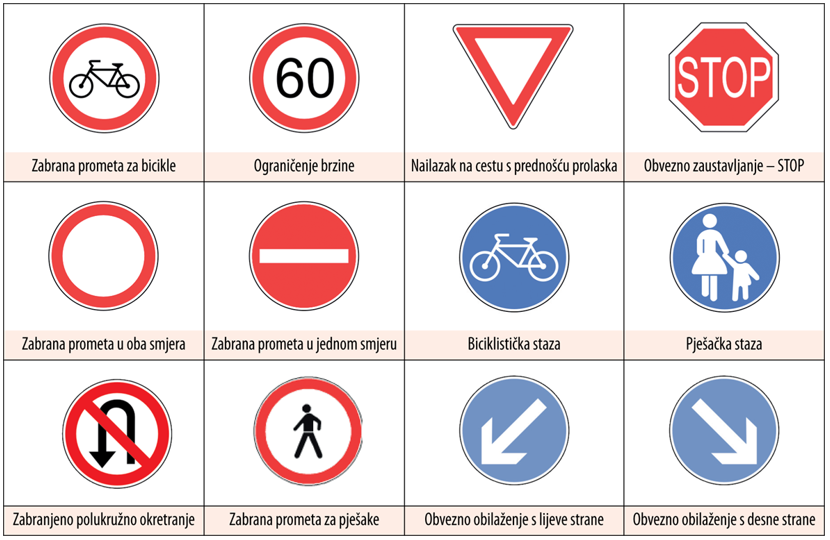 60
STOP
Zabrana prometa za bicikle
Ograničenje brzine
Nailazak na cestu s prednošću prolaska
Obvezno zaustavljanje – STOP
Zabrana prometa u oba smjera
Zabrana prometa u jednom smjeru
Biciklistička staza
Pješačka staza
Zabranjeno polukružno okretranje
Zabrana prometa za pješake
Obvezno obilaženje s lijeve strane
Obvezno obilaženje s desne strane